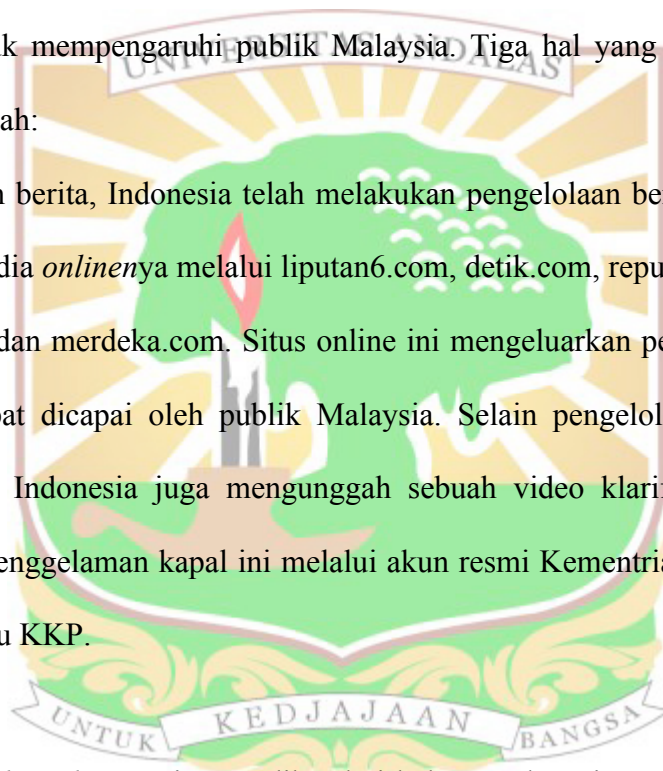 k mempengaruhi publik Malaysia. Tiga hal yang
UNIVERSITAS ANDALAS
ah:
n berita, Indonesia telah melakukan pengelolaan be
dia onlinenya melalui liputan6.com, detik.com, repu
dan merdeka.com. Situs online ini mengeluarkan pe
at dicapai oleh publik Malaysia. Selain pengelol
Indonesia juga mengunggah sebuah video klari
enggelaman kapal ini melalui akun resmi Kementria
u KKP.
UNTUK KEDJAJAAN BANGSA